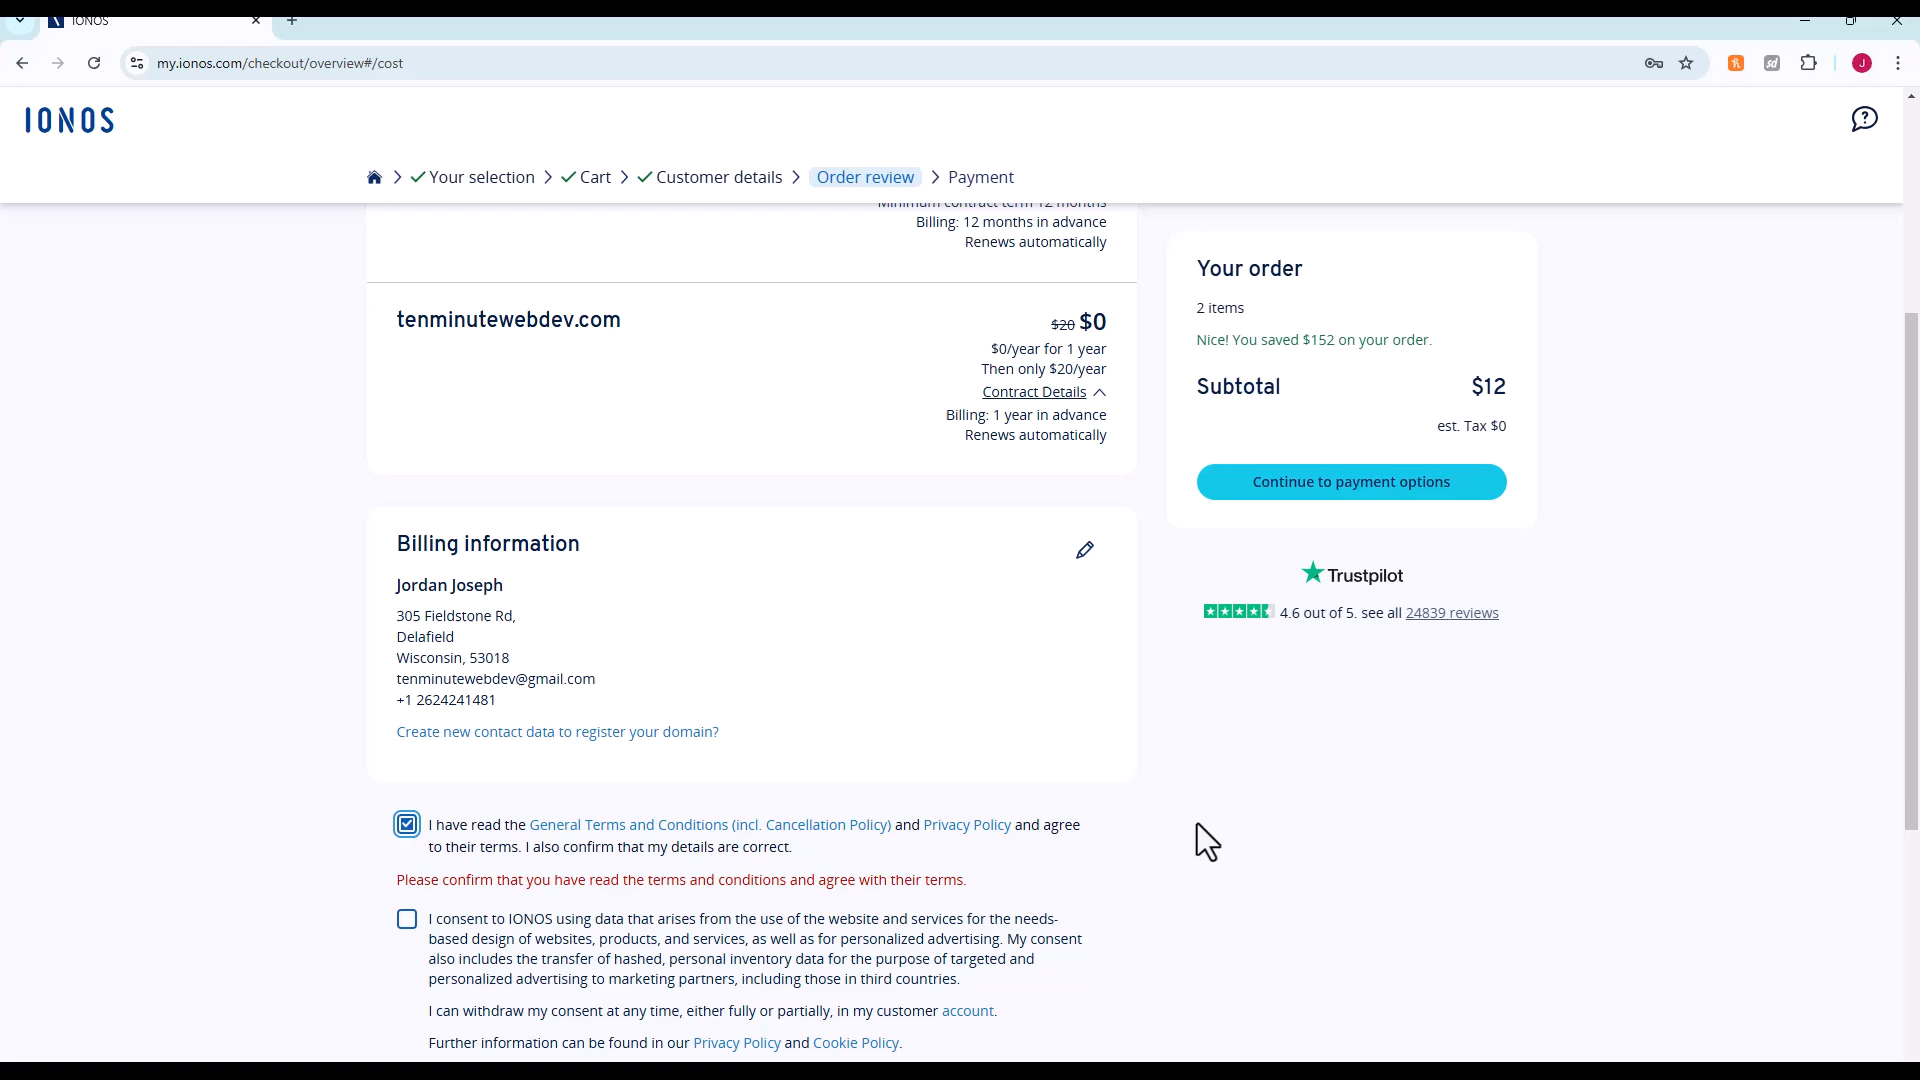 IONOS
my.ionos.com/checkout/overview#/cost
J
IONOS
Your selection
Cart
Customer details
Order review
Payment
Minimum contract term 12 months
Billing: 12 months in advance
Renews automatically
tenminutewebdev.com
$20 $0
$0/year for 1 year
Then only $20/year
Contract Details
Billing: 1 year in advance
Renews automatically
Your order
2 items
Nice! You saved $152 on your order.
Subtotal $12
est. Tax $0
Continue to payment options
Trustpilot
4.6 out of 5. see all 24839 reviews
Billing information
Jordan Joseph
305 Fieldstone Rd,
Delafield
Wisconsin, 53018
tenminutewebdev@gmail.com
+1 2624241481
Create new contact data to register your domain?
I have read the General Terms and Conditions (incl. Cancellation Policy) and Privacy Policy and agree
to their terms. I also confirm that my details are correct.
Please confirm that you have read the terms and conditions and agree with their terms.
I consent to IONOS using data that arises from the use of the website and services for the needs-
based design of websites, products, and services, as well as for personalized advertising. My consent
also includes the transfer of hashed, personal inventory data for the purpose of targeted and
personalized advertising to marketing partners, including those in third countries.
I can withdraw my consent at any time, either fully or partially, in my customer account.
Further information can be found in our Privacy Policy and Cookie Policy.